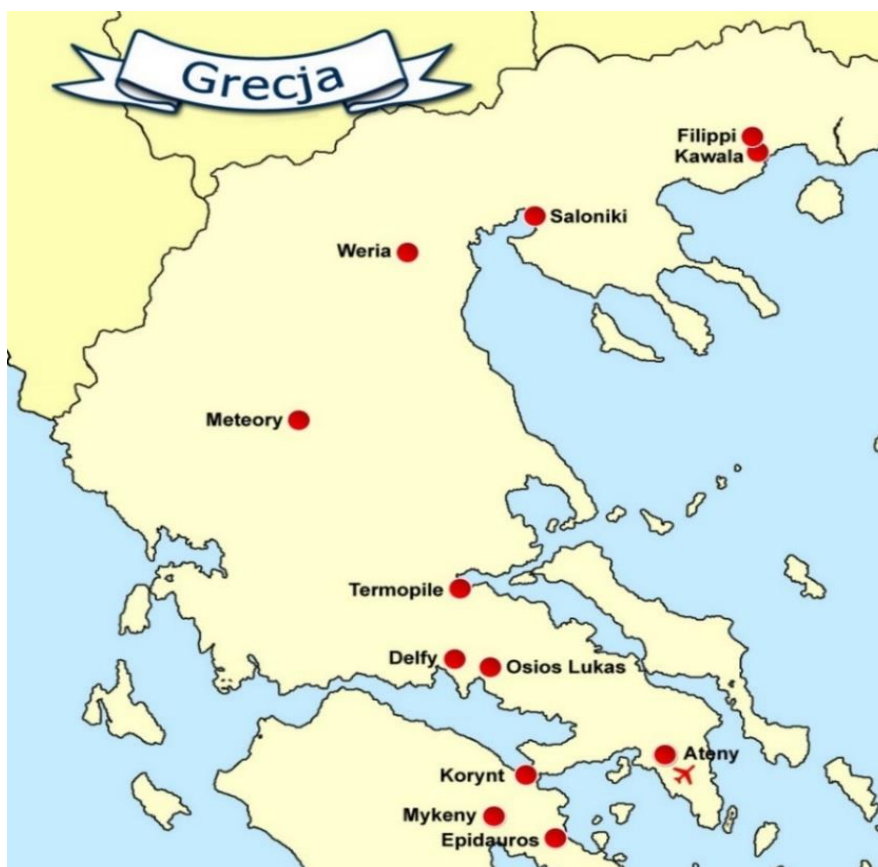 Grecja
Filippi
Kawala
Saloniki
Weria
Meteory
Termopile
Delfy
Osios Lukas
Ateny
Korynt
Mykeny
Epidauros